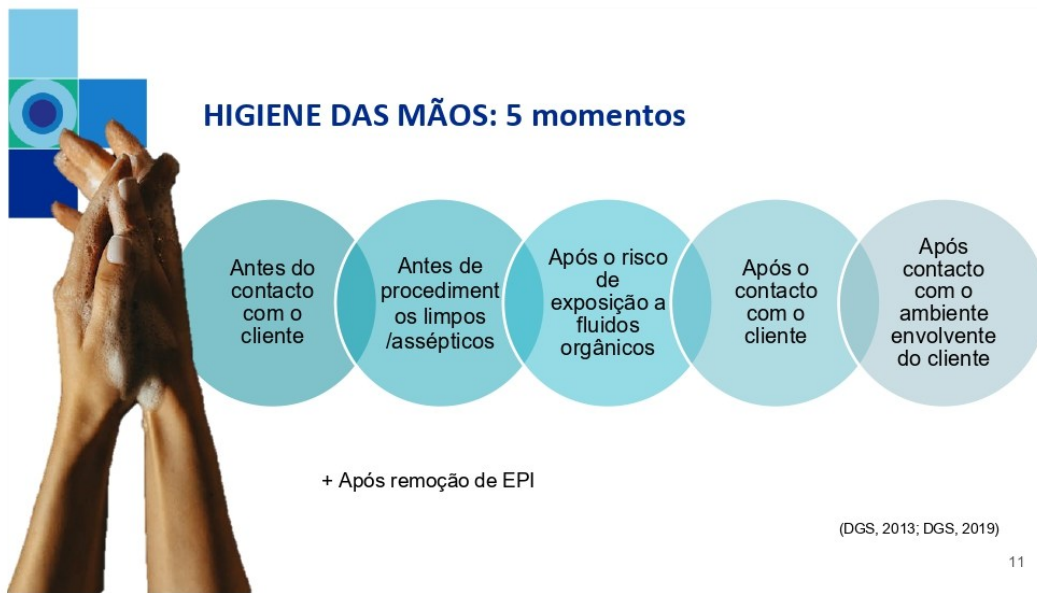 HIGIENE DAS MÃOS: 5 momentos
Antes do
contacto
com o
cliente
Antes de
procediment
os limpos
/assépticos
Após o risco
de
exposição a
fluidos
orgânicos
Após o
contacto
com o
cliente
Após
contacto
com o
ambiente
envolvente
do cliente
+ Após remoção de EPI
(DGS, 2013; DGS, 2019)
11